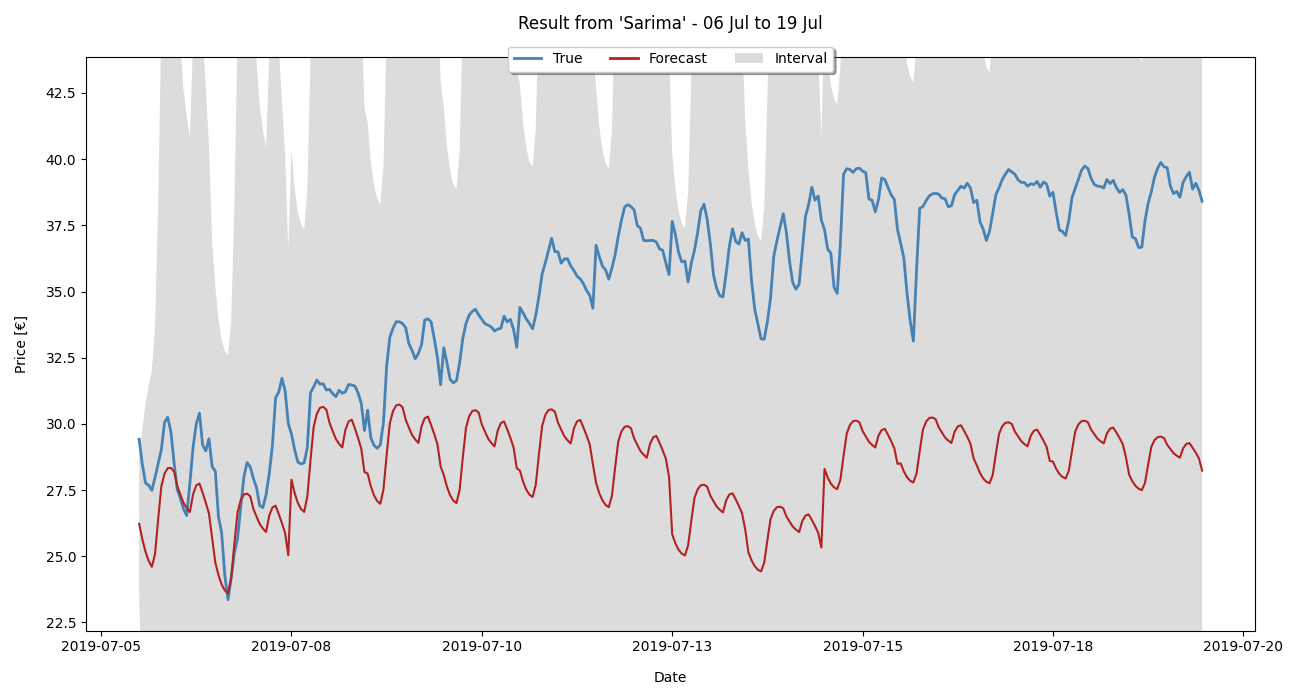 Result from 'Sarima' - 06 Jul to 19 Jul
True Forecast Interval
42.5
40.0
37.5
35.0
32.5
30.0
27.5
25.0
22.5
Price [€]
2019-07-05 2019-07-08 2019-07-10 2019-07-13 2019-07-15 2019-07-18 2019-07-20
Date